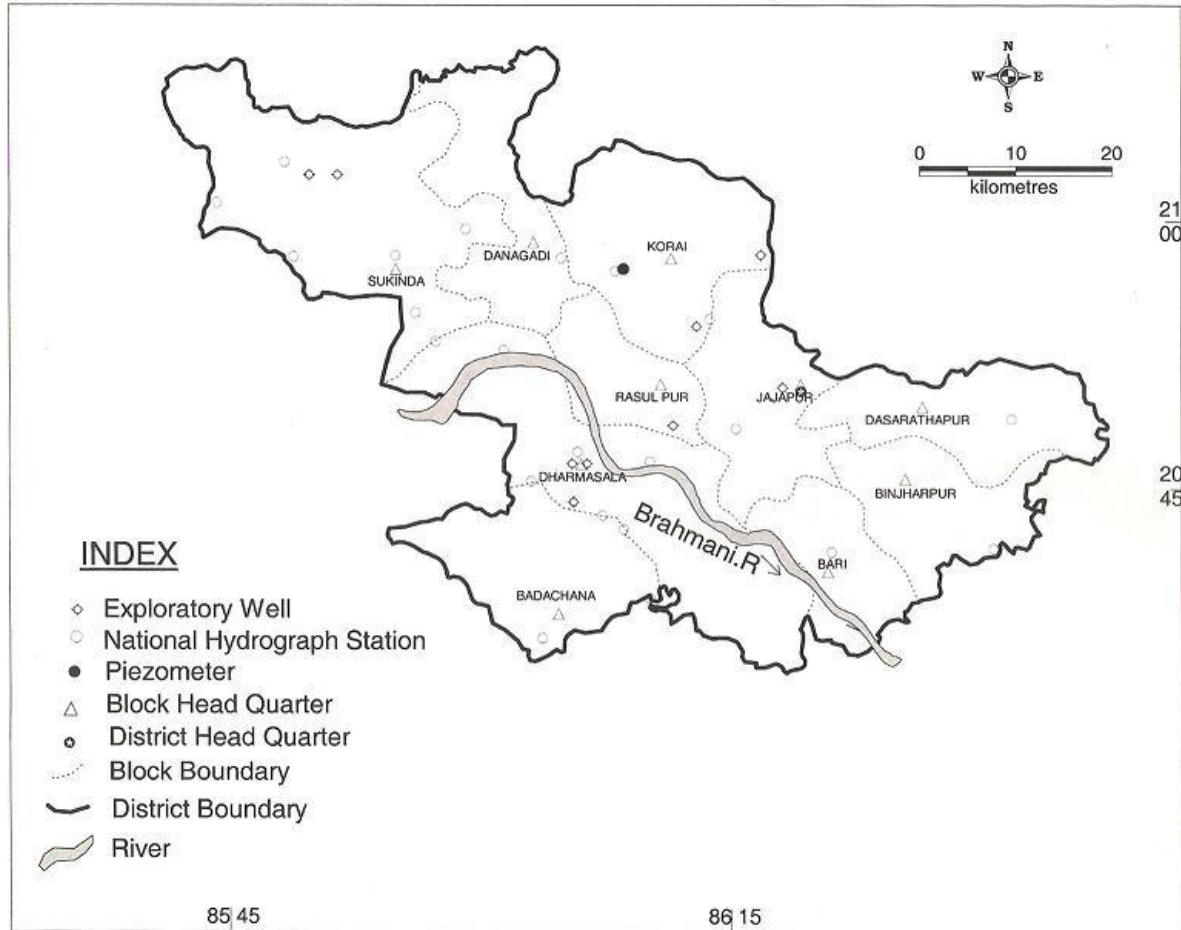 N
W E
S
0 10 20
kilometres
21
00
KORAI
DANAGADI
SUKINDA
RASUL PUR
JAJAPUR
DASARATHAPUR
20
45
DHARMASALA
BINJHARPUR
Brahmani.R
BARI
BADACHANA
INDEX
Exploratory Well
National Hydrograph Station
Piezometer
Block Head Quarter
District Head Quarter
Block Boundary
District Boundary
River
85 45
86 15